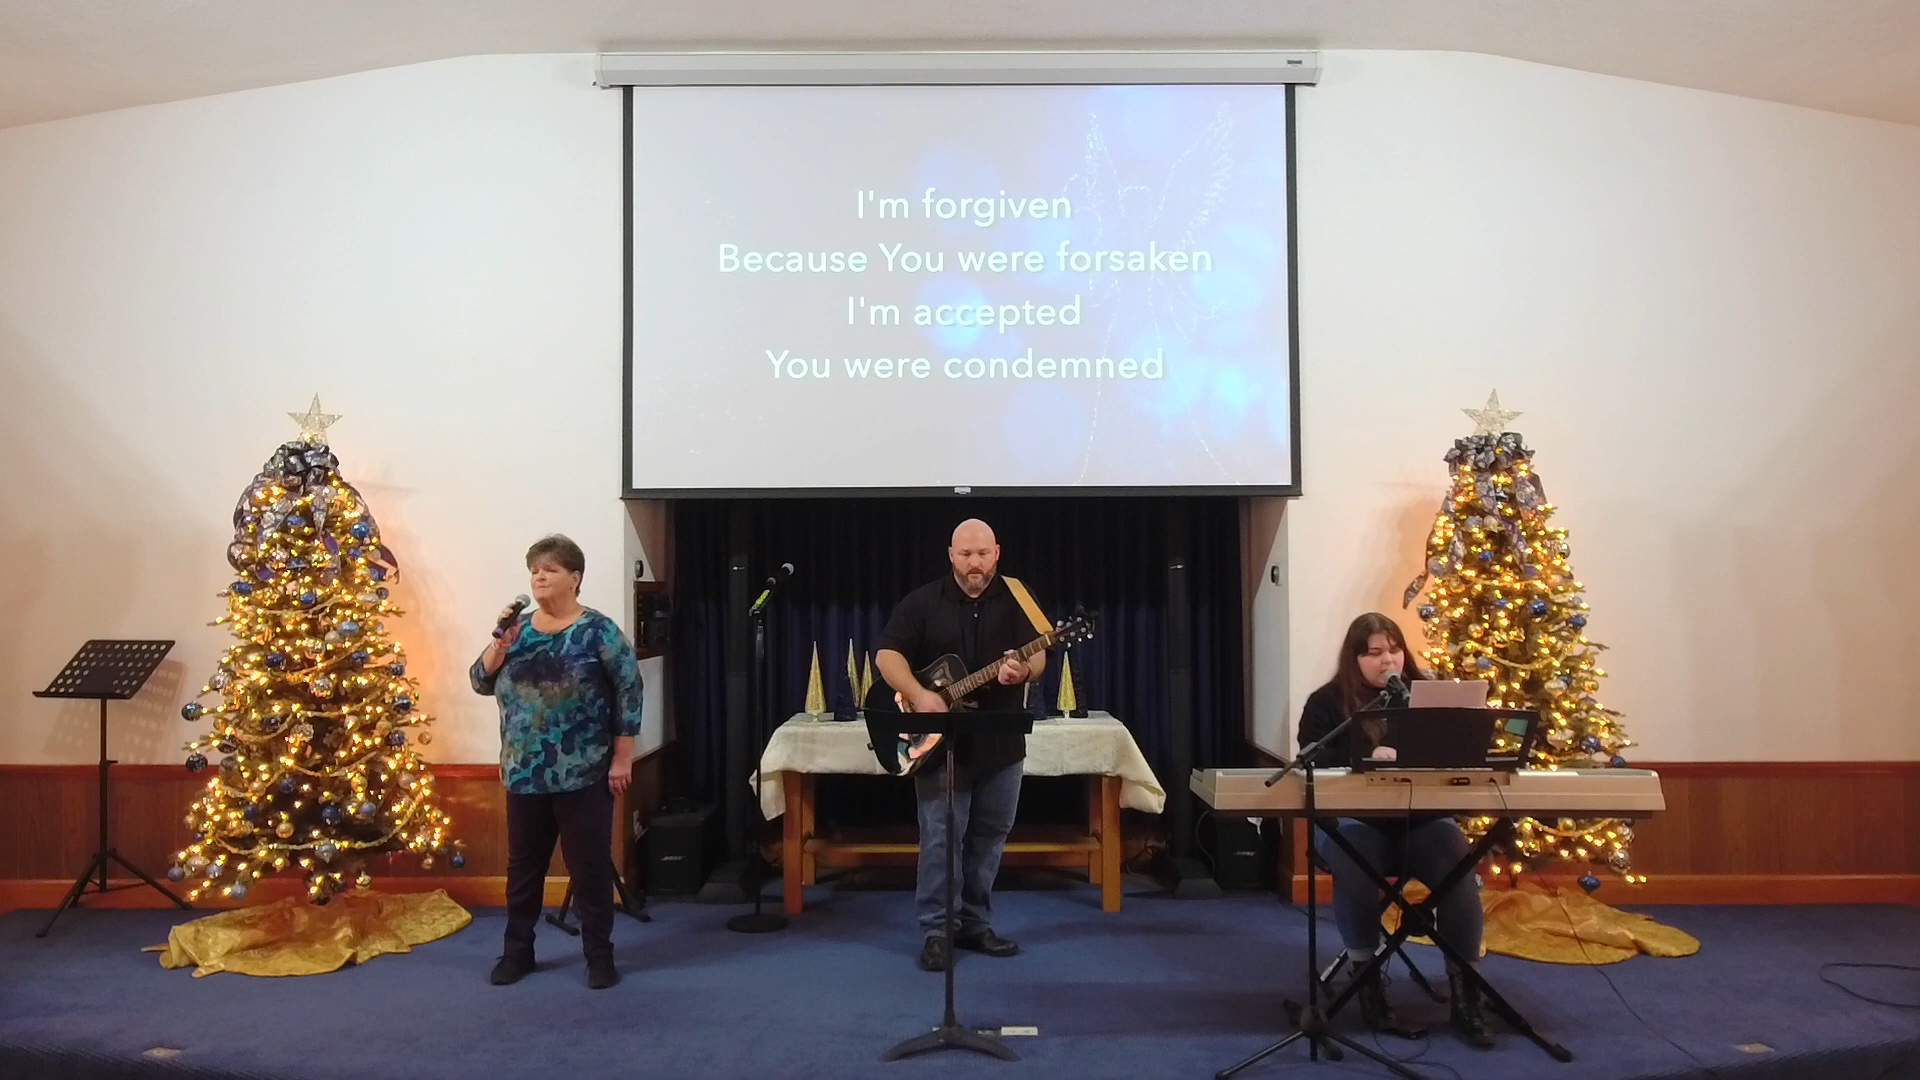 I'm forgiven
Because You were forsaken
I'm accepted
You were condemned